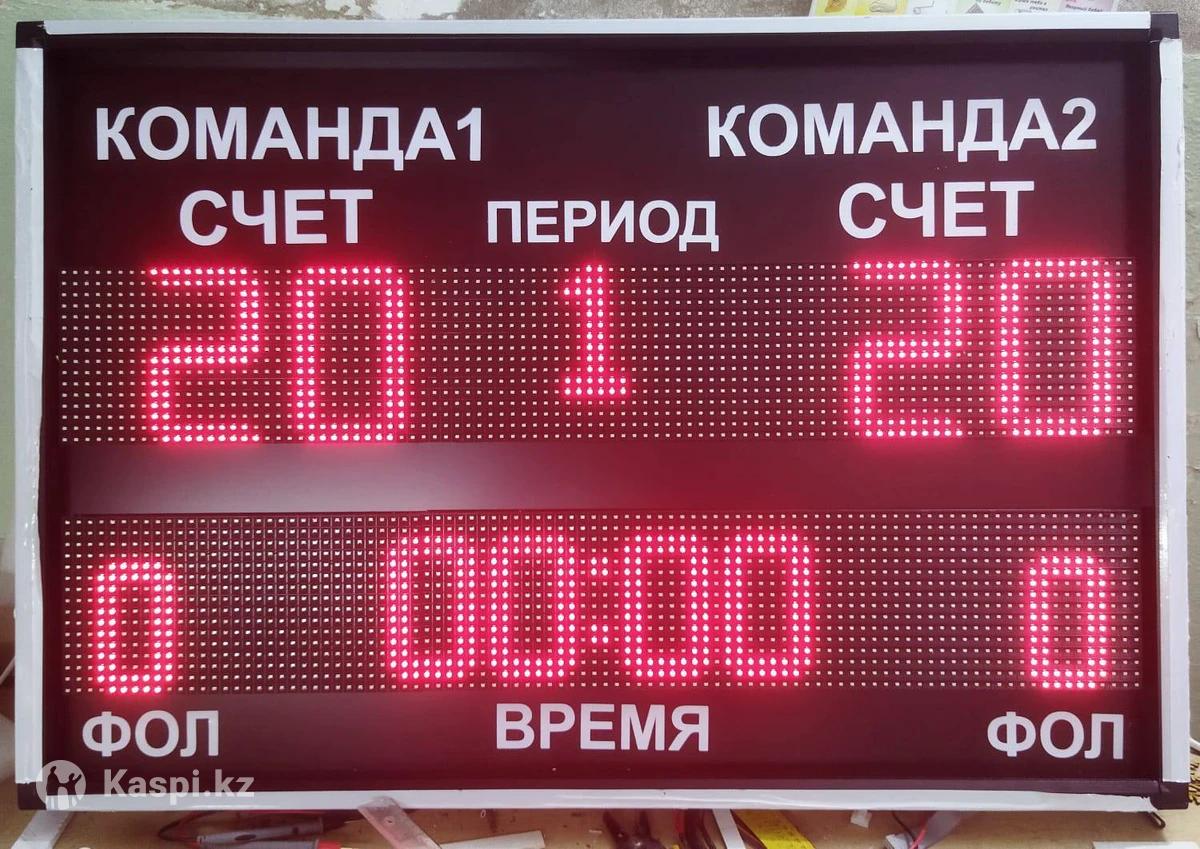 КОМАНДА1 КОМАНДА2
СЧЕТ ПЕРИОД СЧЕТ
20 1 20
0 00:00 0
ФОЛ ВРЕМЯ ФОЛ
Kaspi.kz